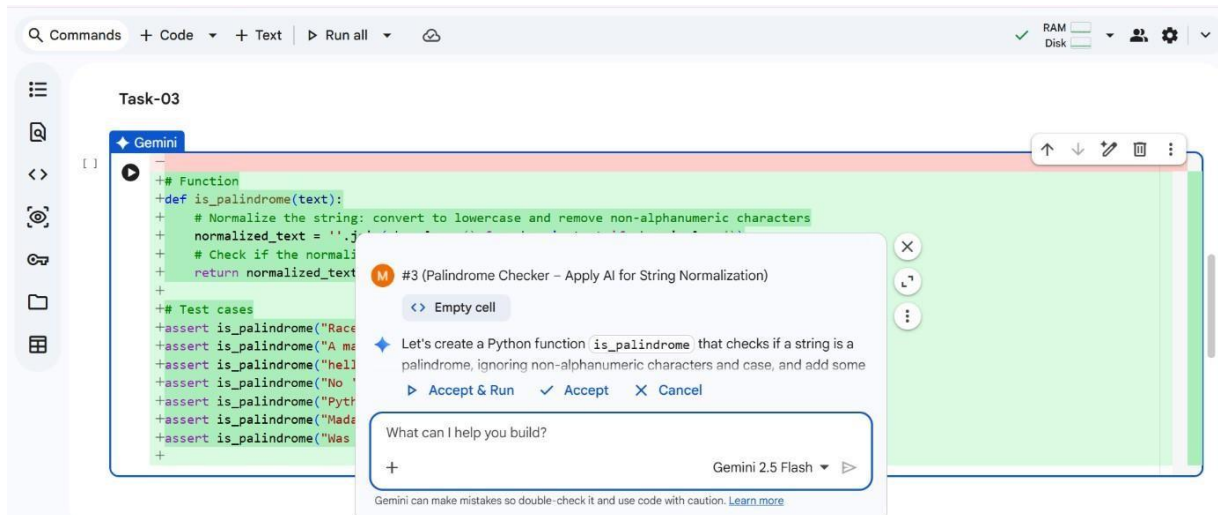 Commands + Code + Text Run all
RAM
Disk
Task-03
Gemini
[ ]
−
+# Function
+def is_palindrome(text):
+ # Normalize the string: convert to lowercase and remove non-alphanumeric characters
+ normalized_text = ''.j
+ # Check if the normali
+ return normalized_text
+
+# Test cases
+assert is_palindrome("Race
+assert is_palindrome("A ma
+assert is_palindrome("hell
+assert is_palindrome("No '
+assert is_palindrome("Pyth
+assert is_palindrome("Mada
+assert is_palindrome("Was
+
M #3 (Palindrome Checker – Apply AI for String Normalization)
<> Empty cell
Let's create a Python function is_palindrome that checks if a string is a
palindrome, ignoring non-alphanumeric characters and case, and add some
Accept & Run Accept Cancel
What can I help you build?
+ Gemini 2.5 Flash
Gemini can make mistakes so double-check it and use code with caution. Learn more